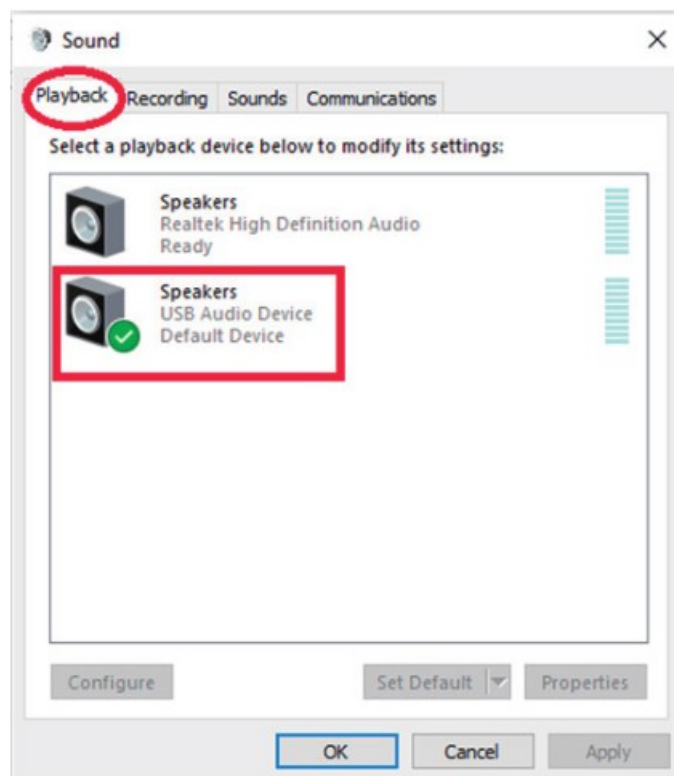 Sound
Playback Recording Sounds Communications
Select a playback device below to modify its settings:
Speakers
Realtek High Definition Audio
Ready
Speakers
USB Audio Device
Default Device
Configure Set Default Properties
OK Cancel Apply